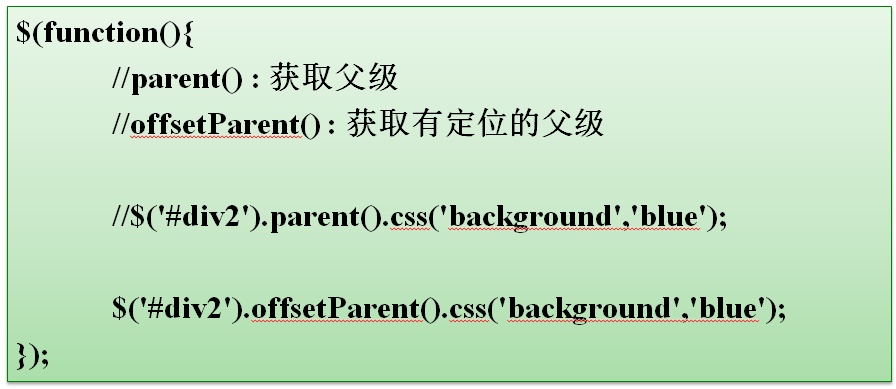 $(function(){
//parent() : 获取父级
//offsetParent() : 获取有定位的父级
//$('#div2').parent().css('background','blue');
$('#div2').offsetParent().css('background','blue');
});